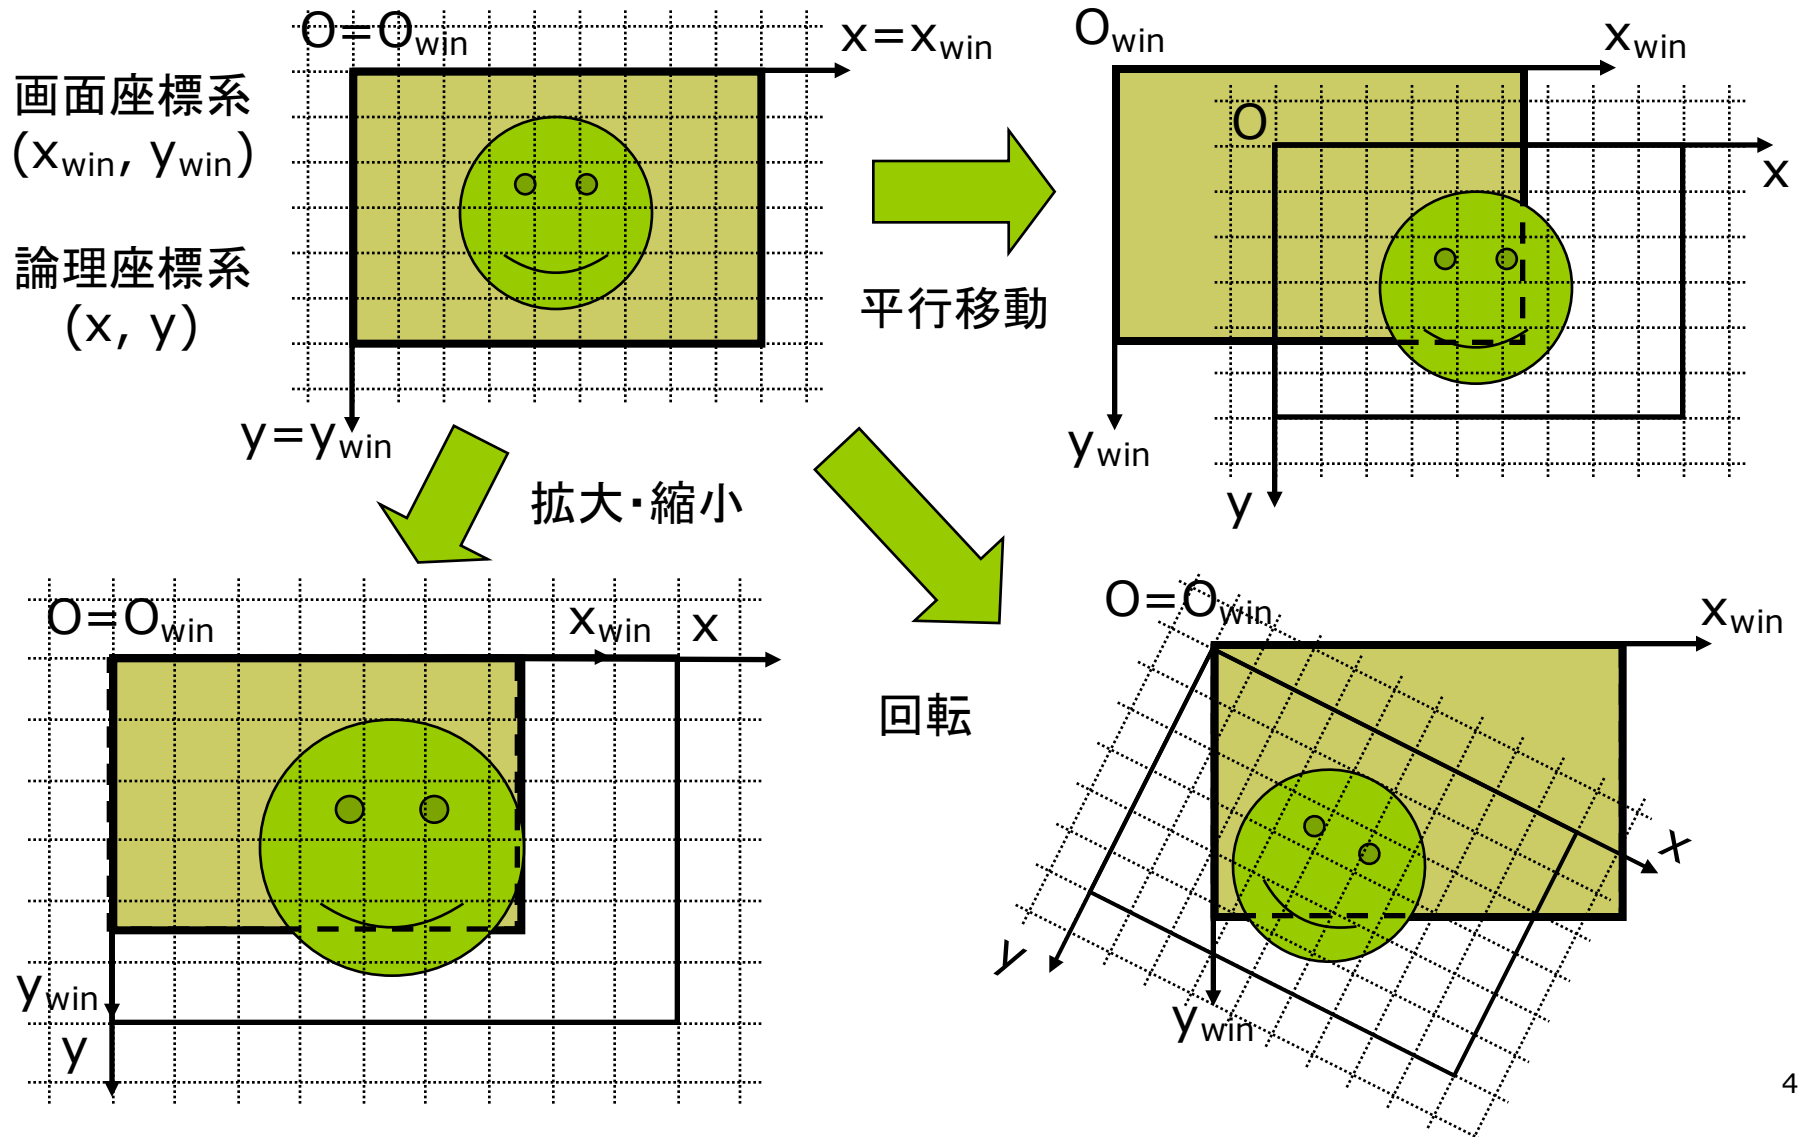 O=Owin
x=xwin
画面座標系
(xwin, ywin)
論理座標系
(x, y)
y=ywin
平行移動
Owin
xwin
O
x
ywin
y
拡大・縮小
O=Owin
xwin
x
ywin
y
回転
O=Owin
xwin
x
y
ywin
4